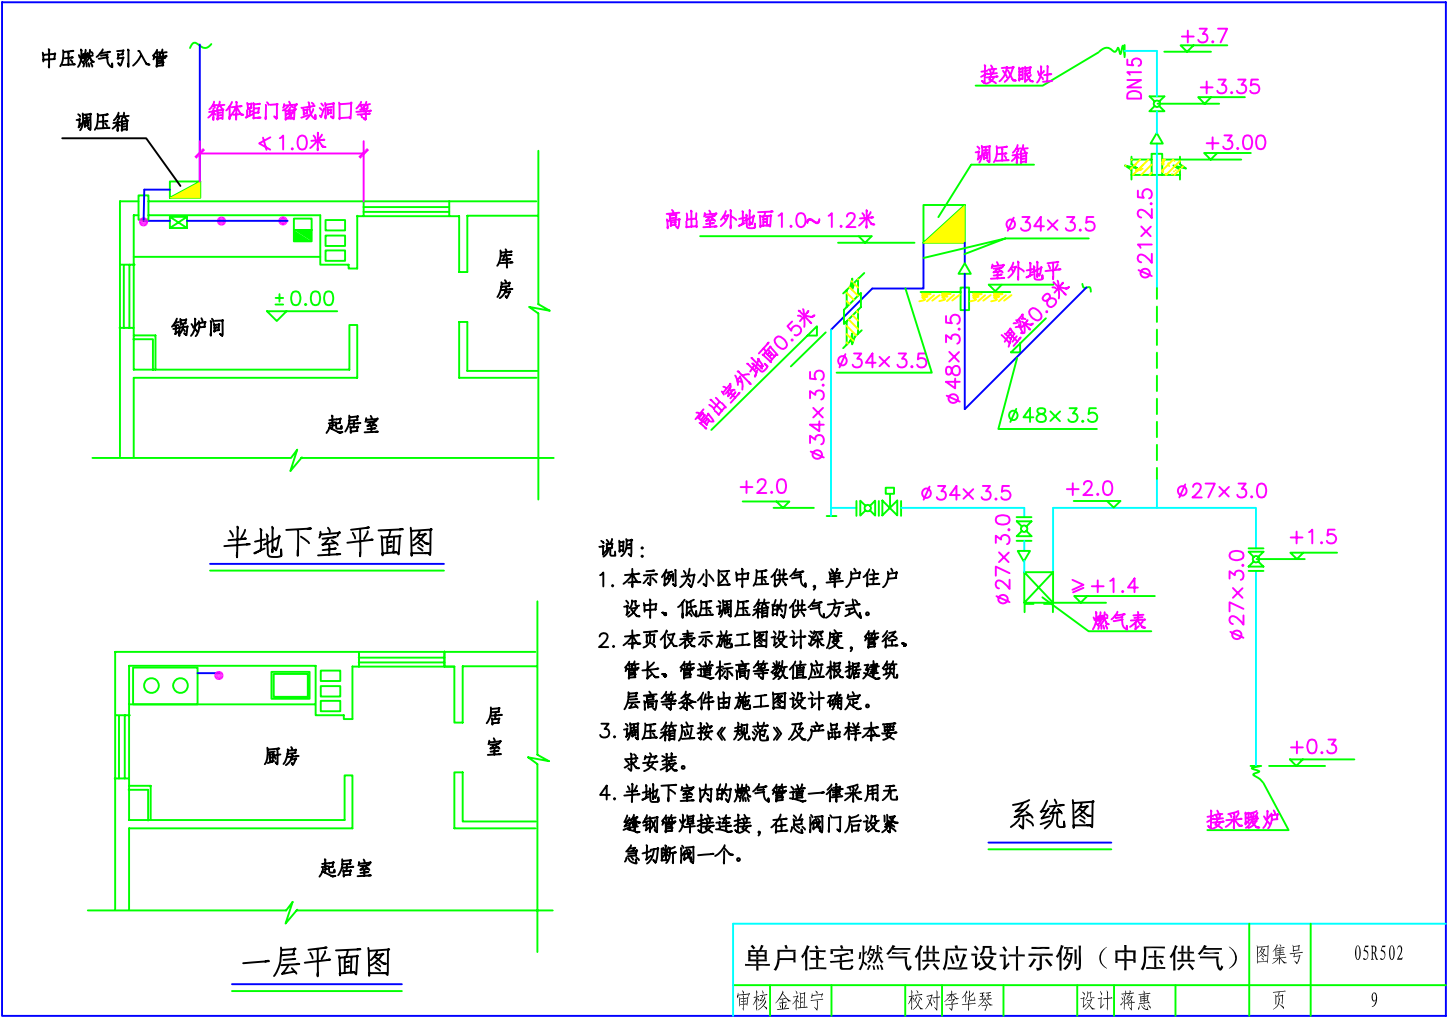 中压燃气引入管
调压箱
箱体距门窗或洞口等
≮1.0米
±0.00
锅炉间
库
房
起居室
半地下室平面图
厨房
居
室
起居室
一层平面图
+3.7
接双眼灶
DN15
+3.35
+3.00
调压箱
高出室外地面1.0~1.2米
ø34×3.5
ø21×2.5
室外地平
埋深0.8米
高出室外地面0.5米
ø34×3.5
ø48×3.5
ø34×3.5
ø48×3.5
+2.0
ø34×3.5
+2.0
ø27×3.0
ø27×3.0
+1.5
ø27×3.0
≥+1.4
燃气表
+0.3
接采暖炉
系统图
说明：
1. 本示例为小区中压供气，单户住户
设中、低压调压箱的供气方式。
2. 本页仅表示施工图设计深度，管径、
管长、管道标高等数值应根据建筑
层高等条件由施工图设计确定。
3. 调压箱应按《规范》及产品样本要
求安装。
4. 半地下室内的燃气管道一律采用无
缝钢管焊接连接，在总阀门后设紧
急切断阀一个。
单户住宅燃气供应设计示例（中压供气） 图集号 05R502
审核 金祖宁 校对 李华琴 设计 蒋惠 页 9